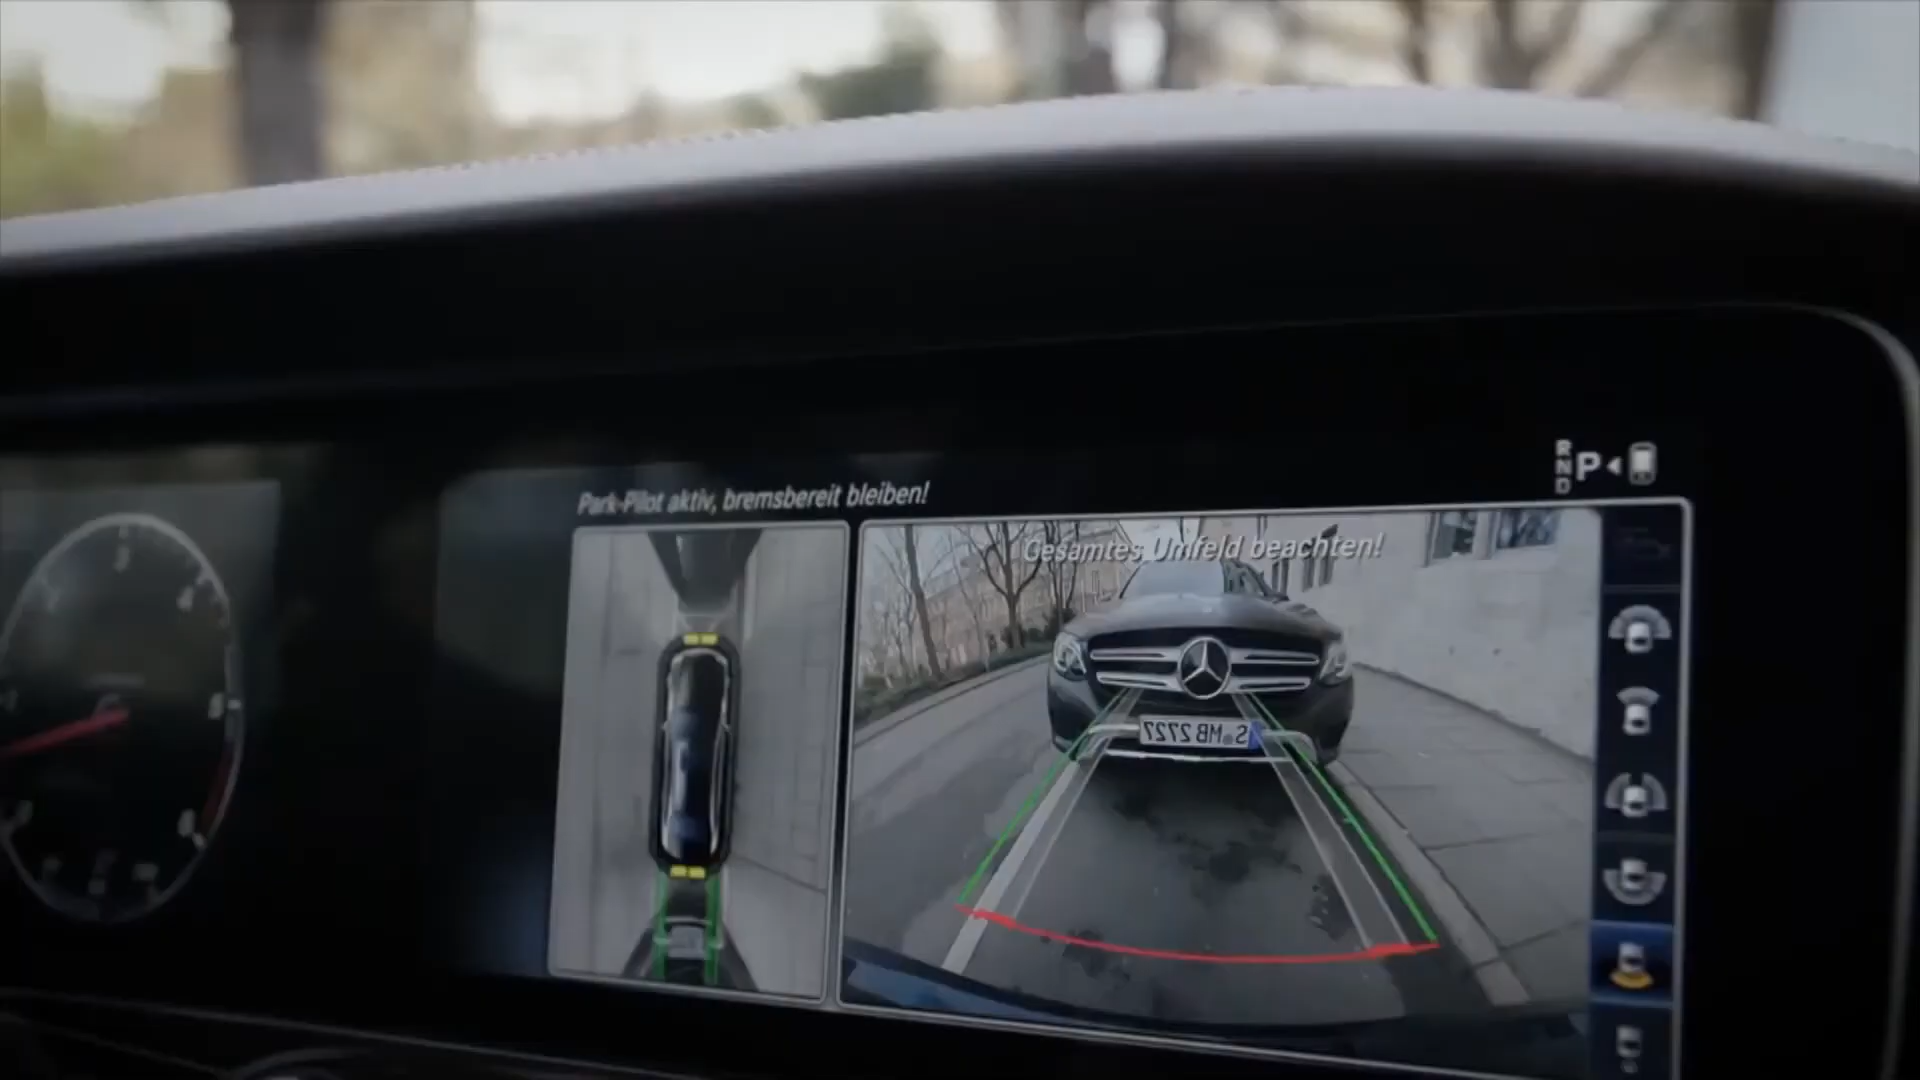 R
N P
D
Park-Pilot aktiv, bremsbereit bleiben!
Gesamtes Umfeld beachten!
S MB 2727